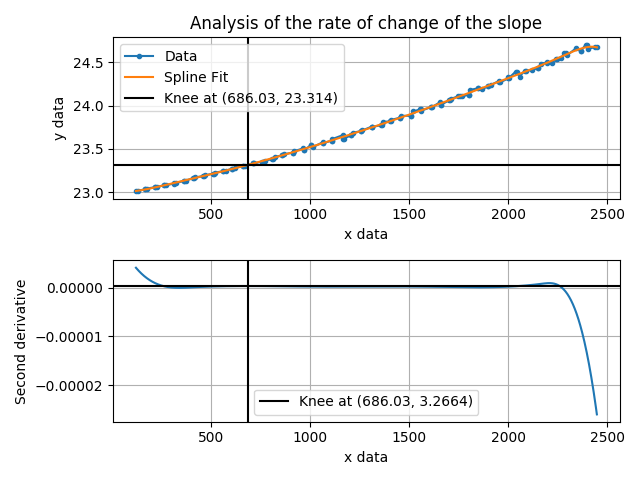 Analysis of the rate of change of the slope
Data
Spline Fit
Knee at (686.03, 23.314)
y data
24.5
24.0
23.5
23.0
500
1000
1500
2000
2500
x data
Second derivative
0.00000
−0.00001
−0.00002
Knee at (686.03, 3.2664)
500
1000
1500
2000
2500
x data